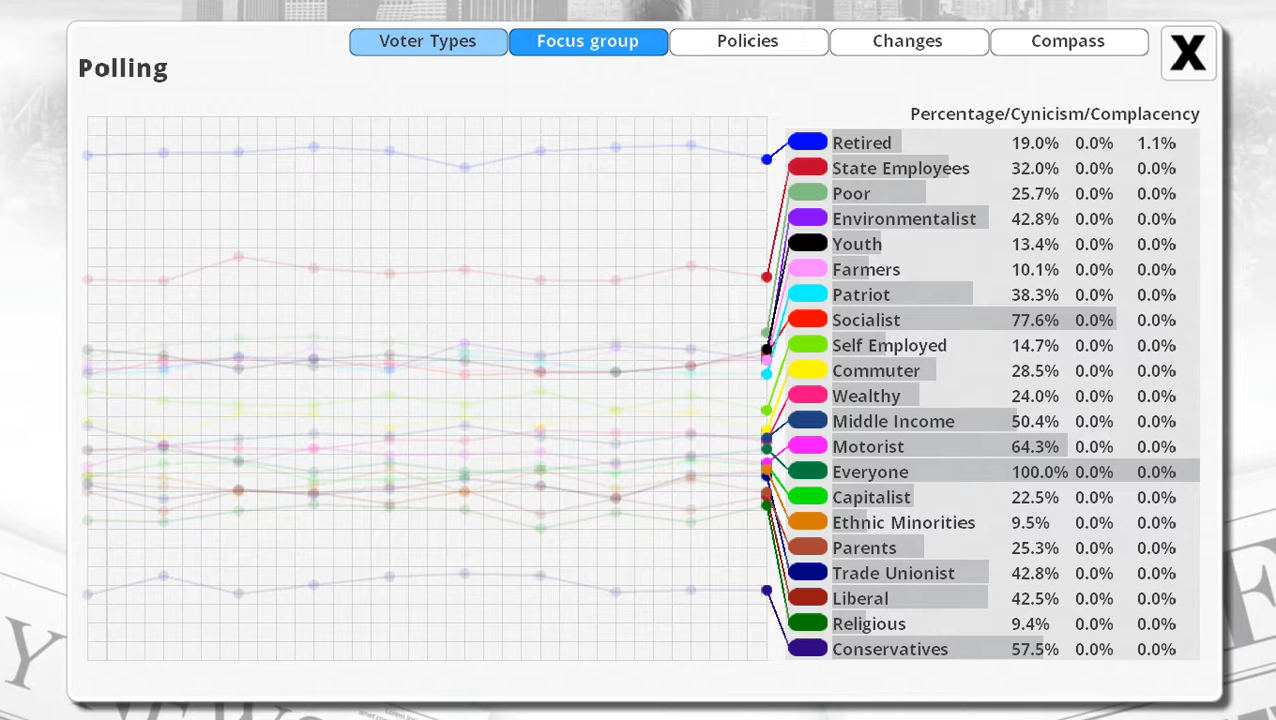 Voter Types Focus group Policies Changes Compass X
Polling
Percentage/Cynicism/Complacency
Retired 19.0% 0.0% 1.1%
State Employees 32.0% 0.0% 0.0%
Poor 25.7% 0.0% 0.0%
Environmentalist 42.8% 0.0% 0.0%
Youth 13.4% 0.0% 0.0%
Farmers 10.1% 0.0% 0.0%
Patriot 38.3% 0.0% 0.0%
Socialist 77.6% 0.0% 0.0%
Self Employed 14.7% 0.0% 0.0%
Commuter 28.5% 0.0% 0.0%
Wealthy 24.0% 0.0% 0.0%
Middle Income 50.4% 0.0% 0.0%
Motorist 64.3% 0.0% 0.0%
Everyone 100.0% 0.0% 0.0%
Capitalist 22.5% 0.0% 0.0%
Ethnic Minorities 9.5% 0.0% 0.0%
Parents 25.3% 0.0% 0.0%
Trade Unionist 42.8% 0.0% 0.0%
Liberal 42.5% 0.0% 0.0%
Religious 9.4% 0.0% 0.0%
Conservatives 57.5% 0.0% 0.0%